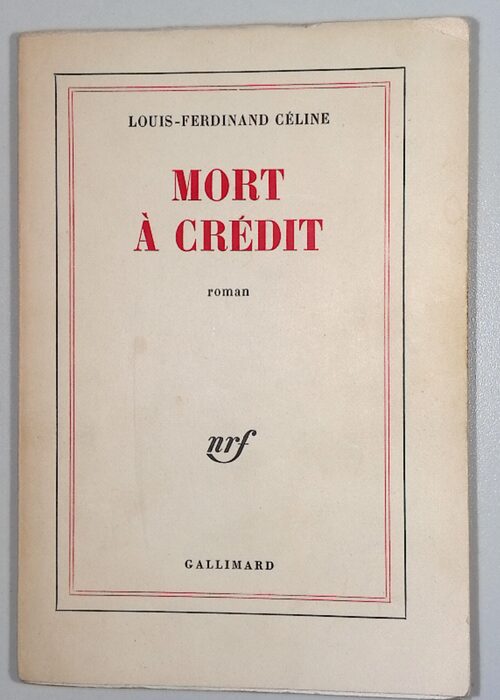 LOUIS-FERDINAND CÉLINE
MORT
À CRÉDIT
roman
nrf
GALLIMARD